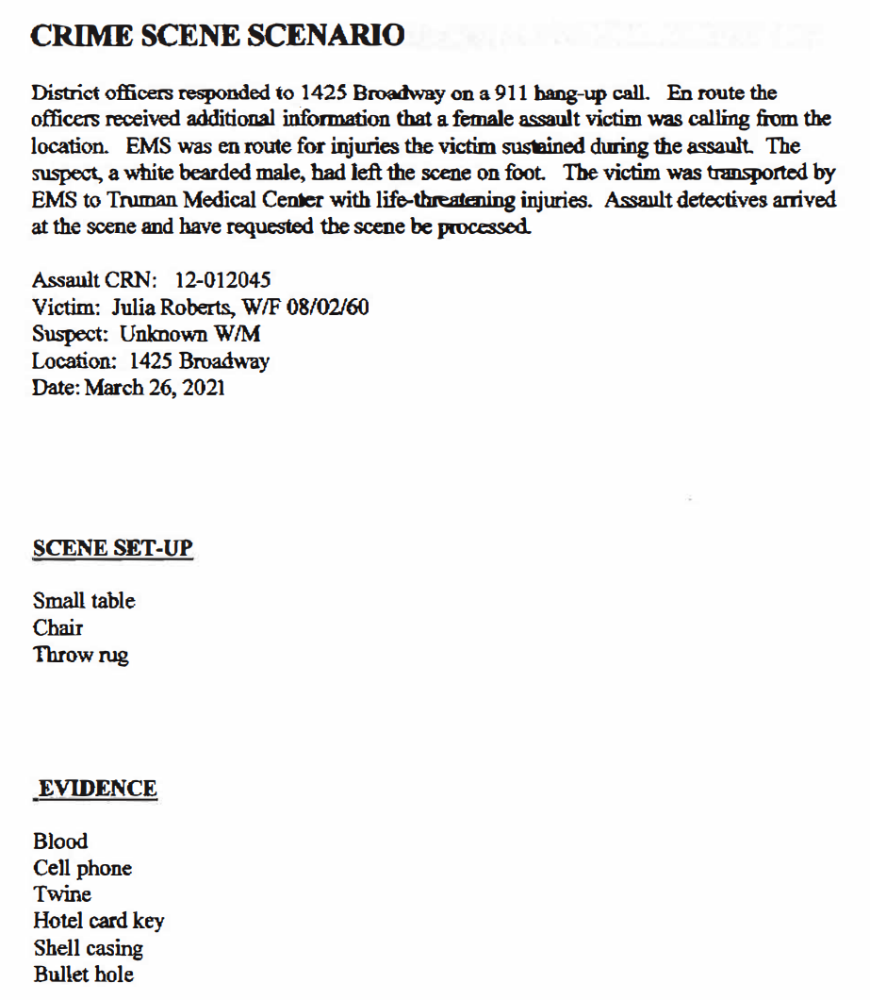 CRIME SCENE SCENARIO
District officers responded to 1425 Broadway on a 911 hang-up call. En route the
officers received additional information that a female assault victim was calling from the
location. EMS was en route for injuries the victim sustained during the assault. The
suspect, a white bearded male, had left the scene on foot. The victim was transported by
EMS to Truman Medical Center with life-threatening injuries. Assault detectives arrived
at the scene and have requested the scene be processed.
Assault CRN: 12-012045
Victim: Julia Roberts, W/F 08/02/60
Suspect: Unknown W/M
Location: 1425 Broadway
Date: March 26, 2021
SCENE SET-UP
Small table
Chair
Throw rug
EVIDENCE
Blood
Cell phone
Twine
Hotel card key
Shell casing
Bullet hole